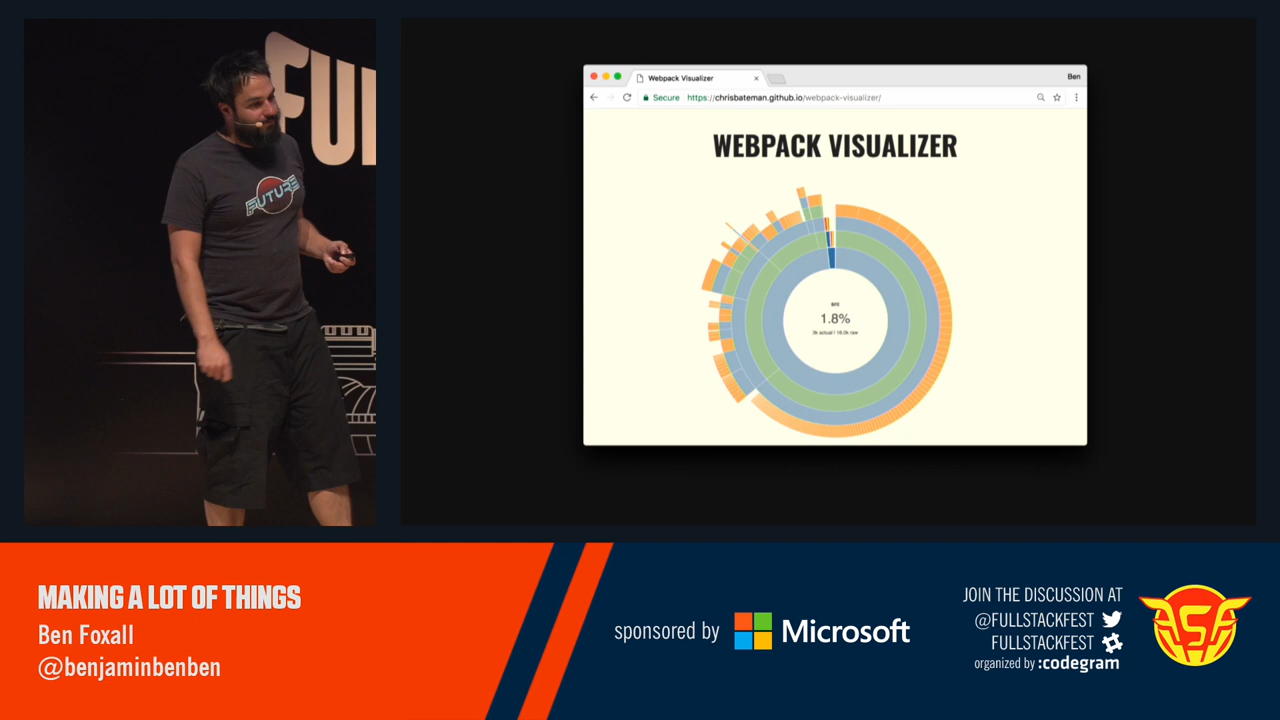 FU
FUTURE
Webpack Visualizer
Ben
Secure https://chrisbateman.github.io/webpack-visualizer/
WEBPACK VISUALIZER
1.8%
MAKING A LOT OF THINGS
Ben Foxall
@benjaminbenben
sponsored by Microsoft
JOIN THE DISCUSSION AT
@FULLSTACKFEST
FULLSTACKFEST
organized by :codegram